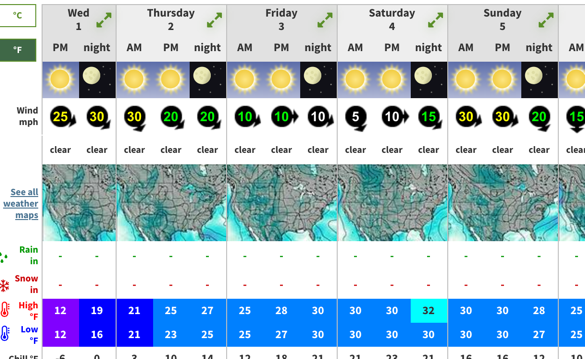 °C
°F
Wed
1
Thursday
2
Friday
3
Saturday
4
Sunday
5
PM night AM PM night AM PM night AM PM night AM PM night AM
Wind
mph
25 30 30 20 20 10 10 10 5 10 15 30 30 20 15
clear clear clear clear clear clear clear clear clear clear clear clear clear clear clear
See all
weather
maps
Rain
in
- - - - - - - - - - - - - - -
Snow
in
- - - - - - - - - - - - - - -
High
°F
12 19 21 25 27 25 28 30 30 30 32 30 30 28 25
Low
°F
12 16 21 23 25 25 27 30 30 30 30 30 30 27 25